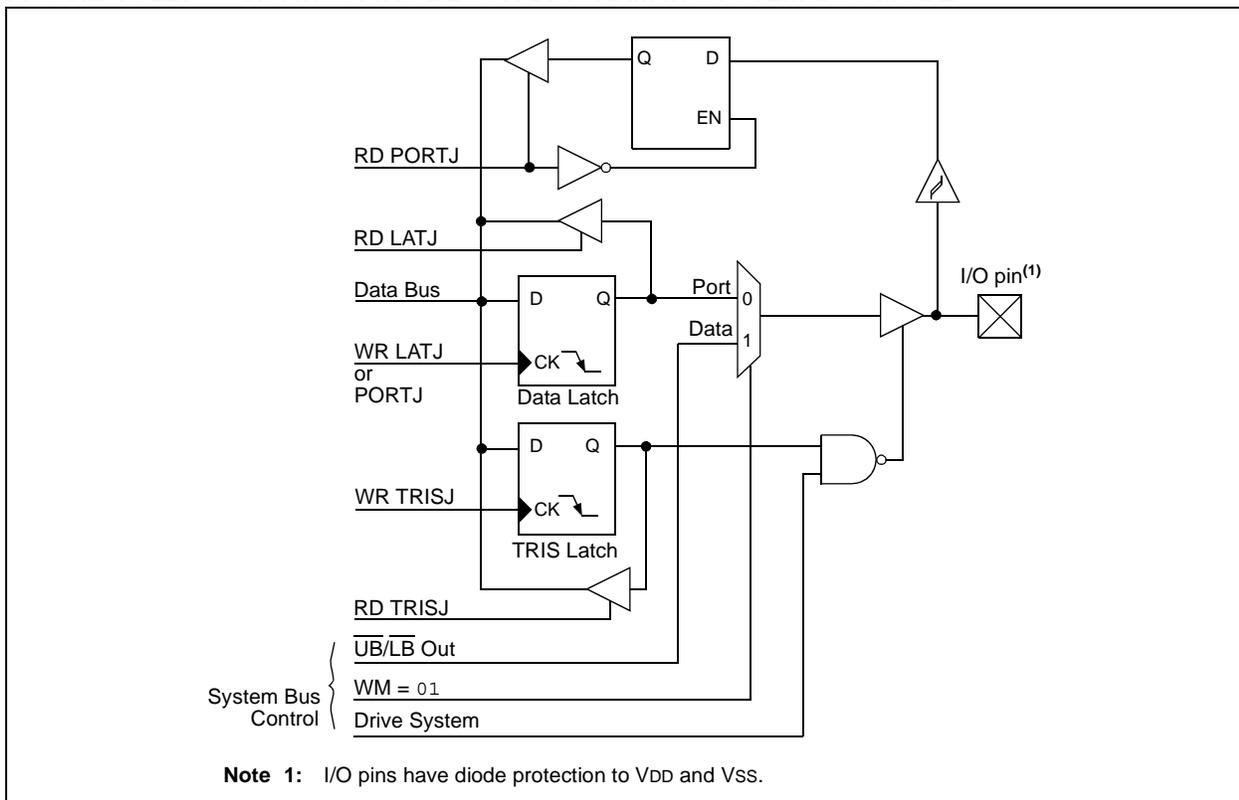 Q D
EN
RD PORTJ
RD LATJ
I/O pin(1)
Data Bus
D Q
Port
0
Data
1
WR LATJ
or
PORTJ
CK
Data Latch
D Q
WR TRISJ
CK
TRIS Latch
RD TRISJ
U̅B̅/L̅B̅ Out
WM = 01
System Bus
Control
Drive System
Note 1: I/O pins have diode protection to VDD and VSS.